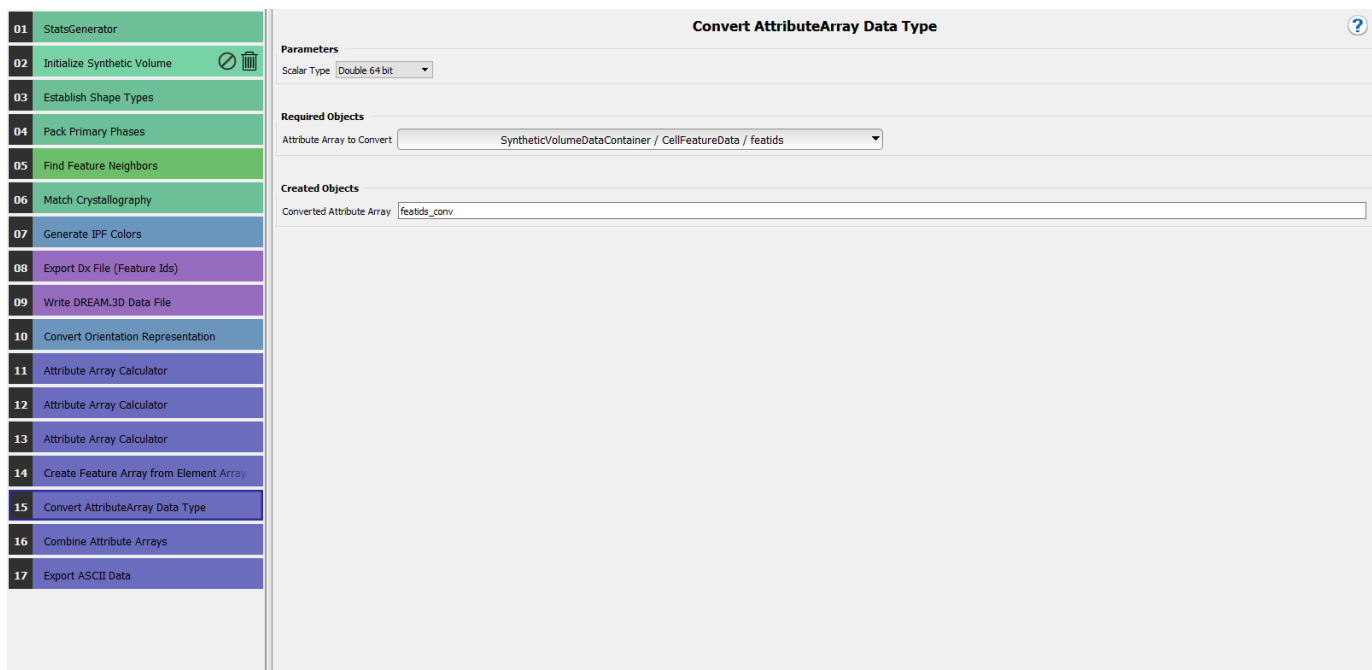 01 StatsGenerator
02 Initialize Synthetic Volume
03 Establish Shape Types
04 Pack Primary Phases
05 Find Feature Neighbors
06 Match Crystallography
07 Generate IPF Colors
08 Export Dx File (Feature Ids)
09 Write DREAM.3D Data File
10 Convert Orientation Representation
11 Attribute Array Calculator
12 Attribute Array Calculator
13 Attribute Array Calculator
14 Create Feature Array from Element Array
15 Convert AttributeArray Data Type
16 Combine Attribute Arrays
17 Export ASCII Data
Convert AttributeArray Data Type
?
Parameters
Scalar Type Double 64 bit
Required Objects
Attribute Array to Convert SyntheticVolumeDataContainer / CellFeatureData / featids
Created Objects
Converted Attribute Array featids_conv